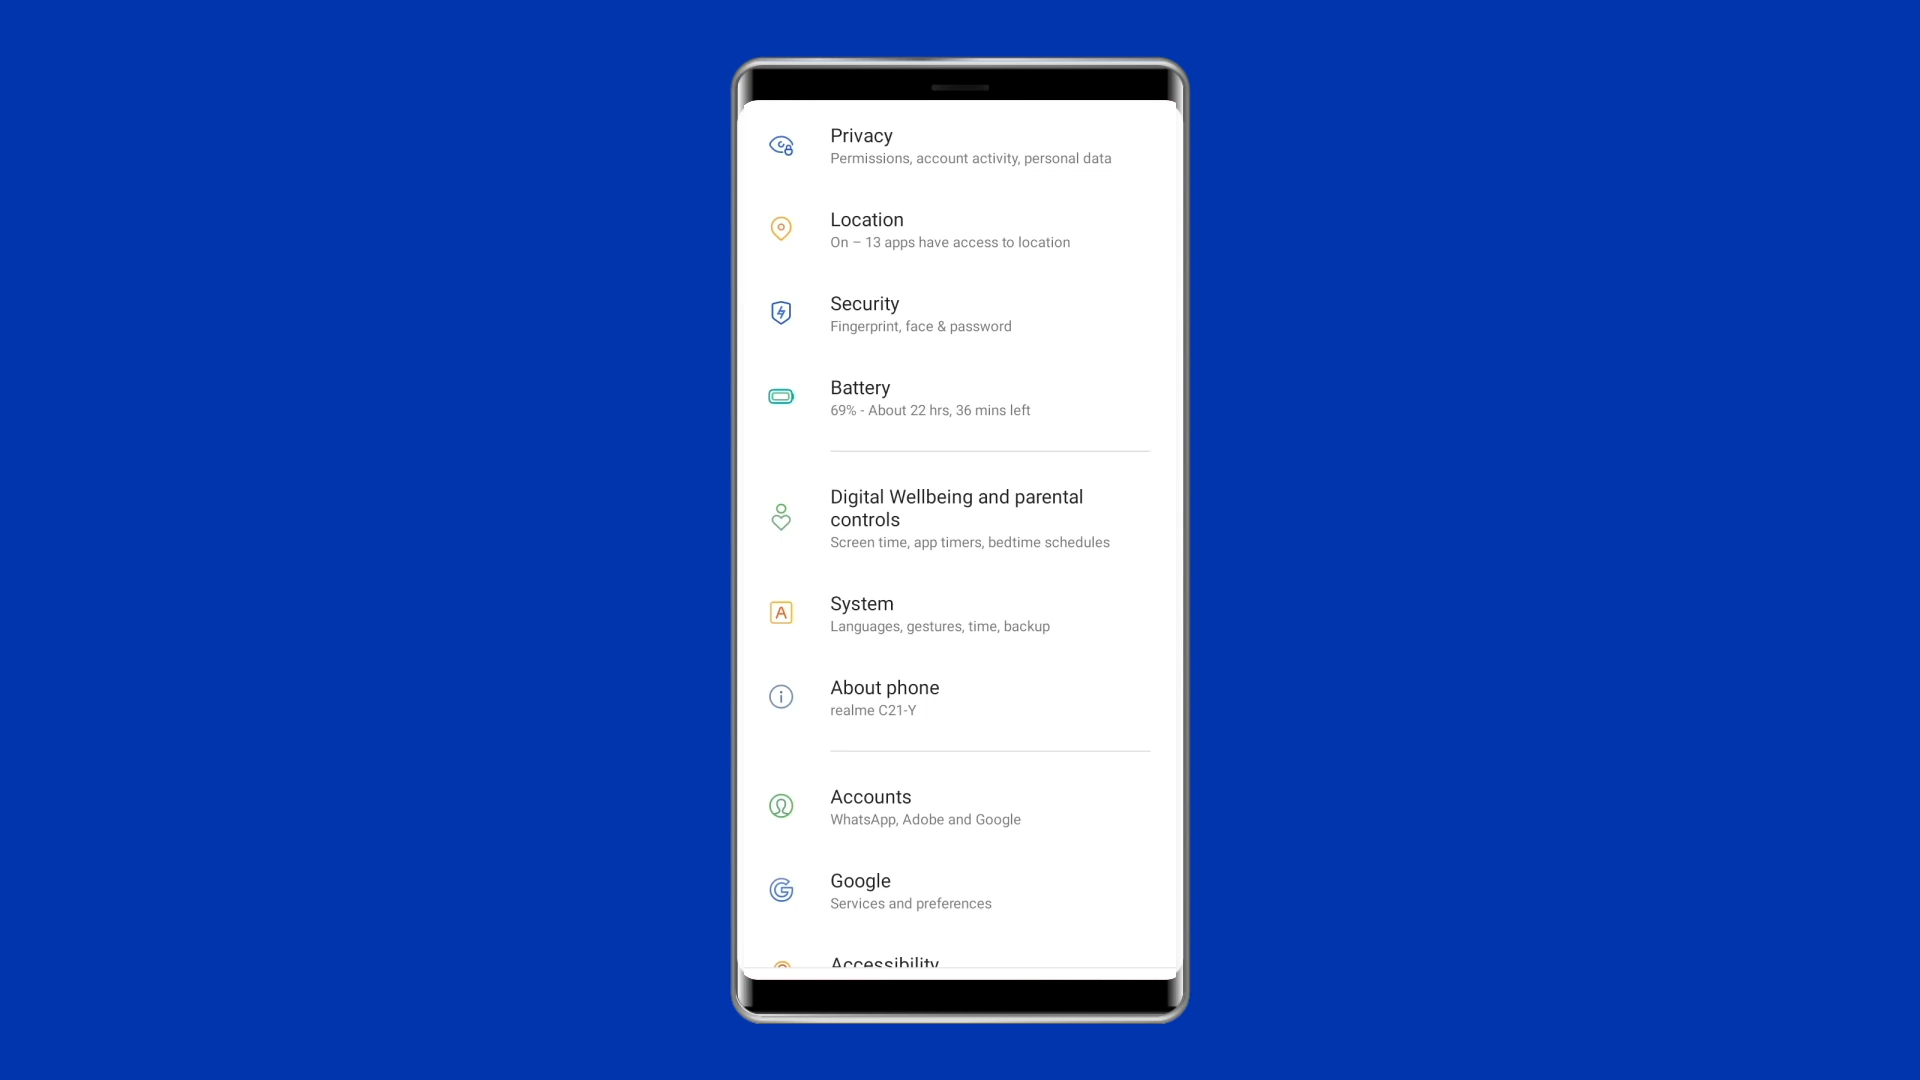 Privacy
Permissions, account activity, personal data
Location
On – 13 apps have access to location
Security
Fingerprint, face & password
Battery
69% - About 22 hrs, 36 mins left
Digital Wellbeing and parental
controls
Screen time, app timers, bedtime schedules
System
Languages, gestures, time, backup
About phone
realme C21-Y
Accounts
WhatsApp, Adobe and Google
Google
Services and preferences
Accessibility